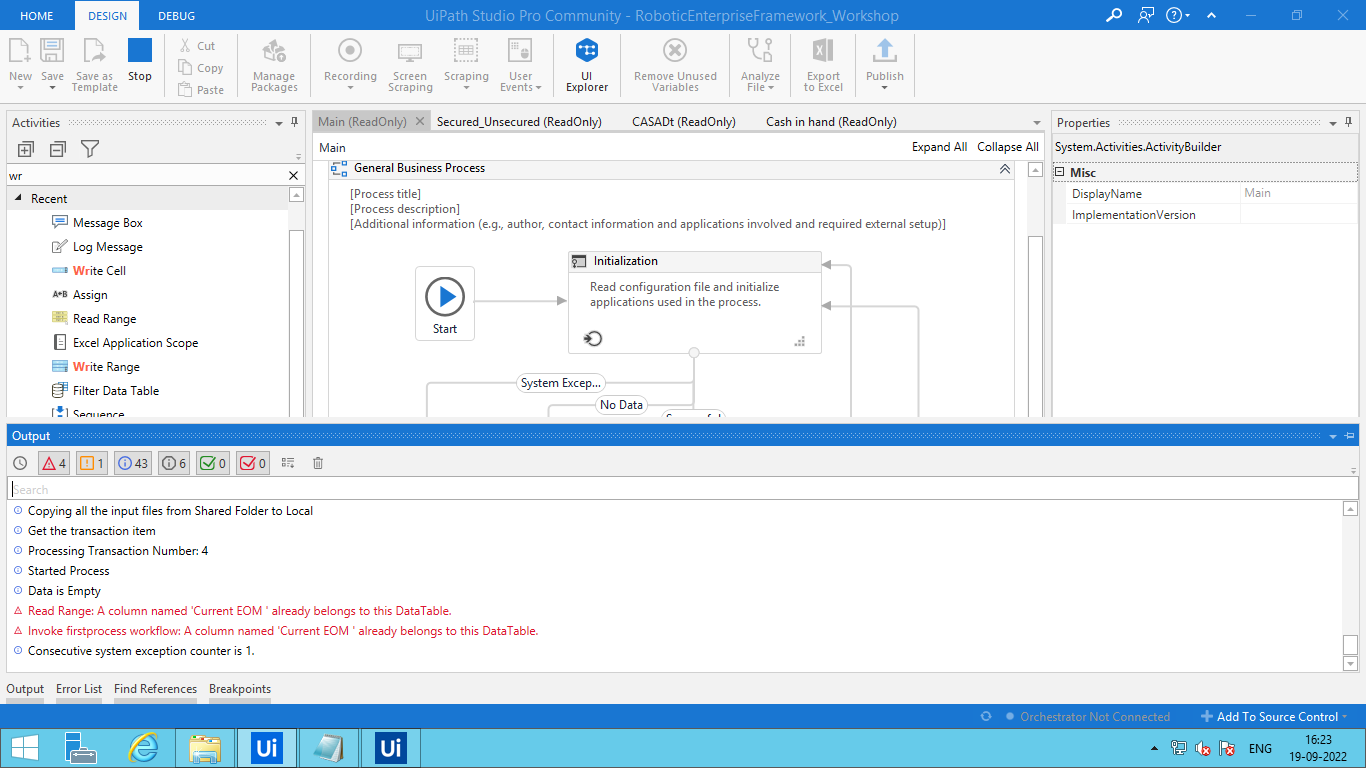 HOME DESIGN DEBUG UiPath Studio Pro Community - RoboticEnterpriseFramework_Workshop
New Save Save as Template Stop
Cut
Copy
Paste
Manage Packages
Recording Screen Scraping Scraping User Events
UI Explorer
Remove Unused Variables
Analyze File
Export to Excel
Publish
Activities
wr
Recent
Message Box
Log Message
Write Cell
A*B Assign
Read Range
Excel Application Scope
Write Range
Filter Data Table
Sequence
Main (ReadOnly) Secured_Unsecured (ReadOnly) CASADt (ReadOnly) Cash in hand (ReadOnly)
Main Expand All Collapse All
General Business Process
[Process title]
[Process description]
[Additional information (e.g., author, contact information and applications involved and required external setup)]
Start
Initialization
Read configuration file and initialize
applications used in the process.
System Excep...
No Data
Properties
System.Activities.ActivityBuilder
Misc
DisplayName Main
ImplementationVersion
Output
4 1 43 6 0 0
Search
Copying all the input files from Shared Folder to Local
Get the transaction item
Processing Transaction Number: 4
Started Process
Data is Empty
Read Range: A column named 'Current EOM ' already belongs to this DataTable.
Invoke firstprocess workflow: A column named 'Current EOM ' already belongs to this DataTable.
Consecutive system exception counter is 1.
Output Error List Find References Breakpoints
Orchestrator Not Connected Add To Source Control
Ui Ui
ENG
16:23
19-09-2022